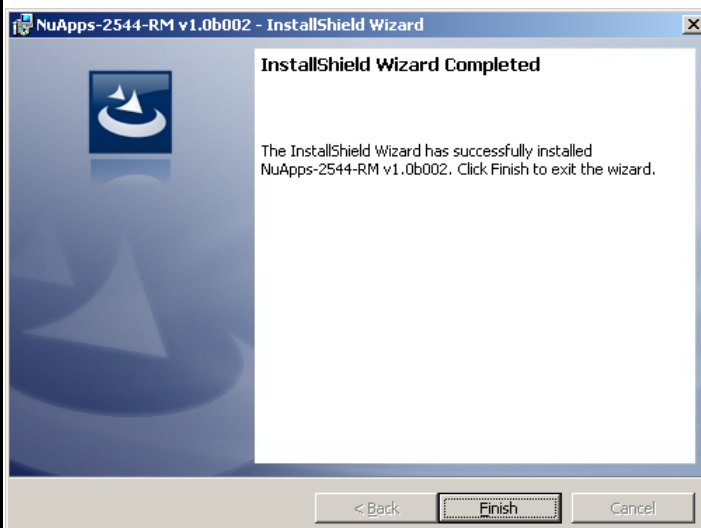 NuApps-2544-RM v1.0b002 - InstallShield Wizard
InstallShield Wizard Completed
The InstallShield Wizard has successfully installed
NuApps-2544-RM v1.0b002. Click Finish to exit the wizard.
< Back
Finish
Cancel